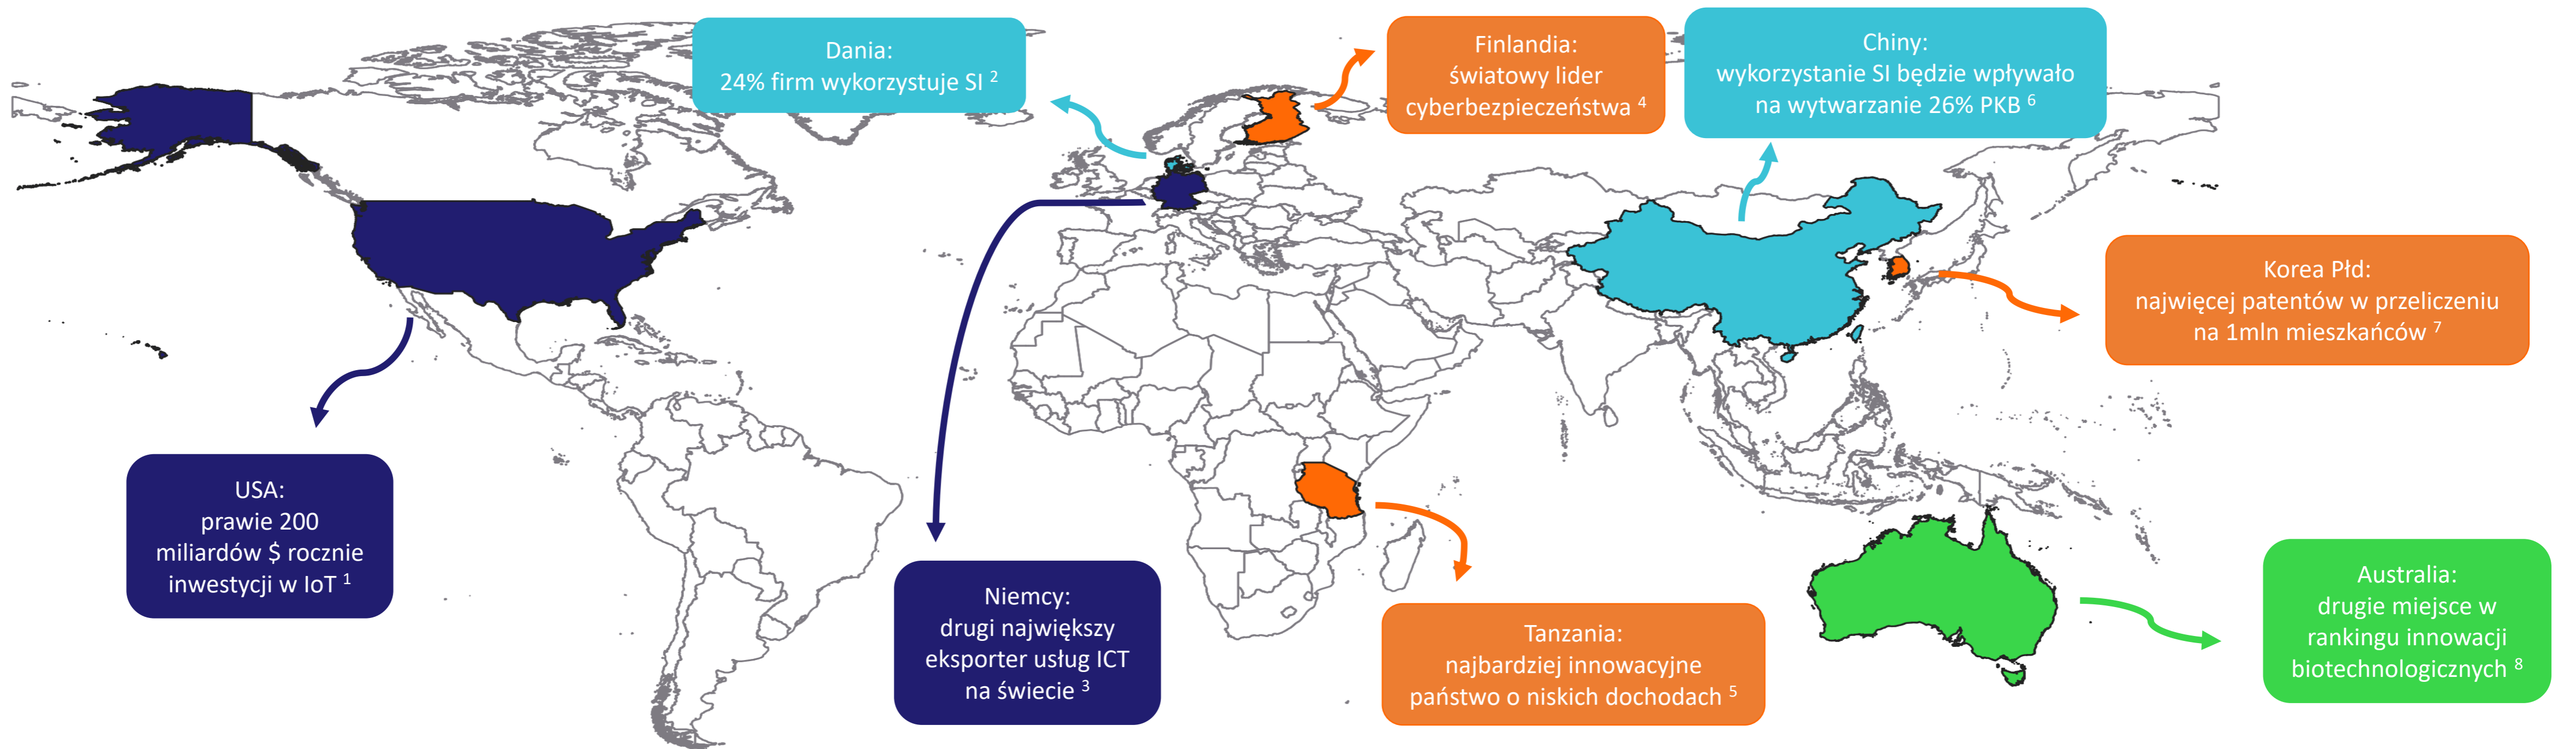 Dania:
24% firm wykorzystuje SI 2
Finlandia:
światowy lider
cyberbezpieczeństwa 4
Chiny:
wykorzystanie SI będzie wpływało
na wytwarzanie 26% PKB 6
Korea Płd:
najwięcej patentów w przeliczeniu
na 1mln mieszkańców 7
USA:
prawie 200
miliardów $ rocznie
inwestycji w IoT 1
Niemcy:
drugi największy
eksporter usług ICT
na świecie 3
Tanzania:
najbardziej innowacyjne
państwo o niskich dochodach 5
Australia:
drugie miejsce w
rankingu innowacji
biotechnologicznych 8